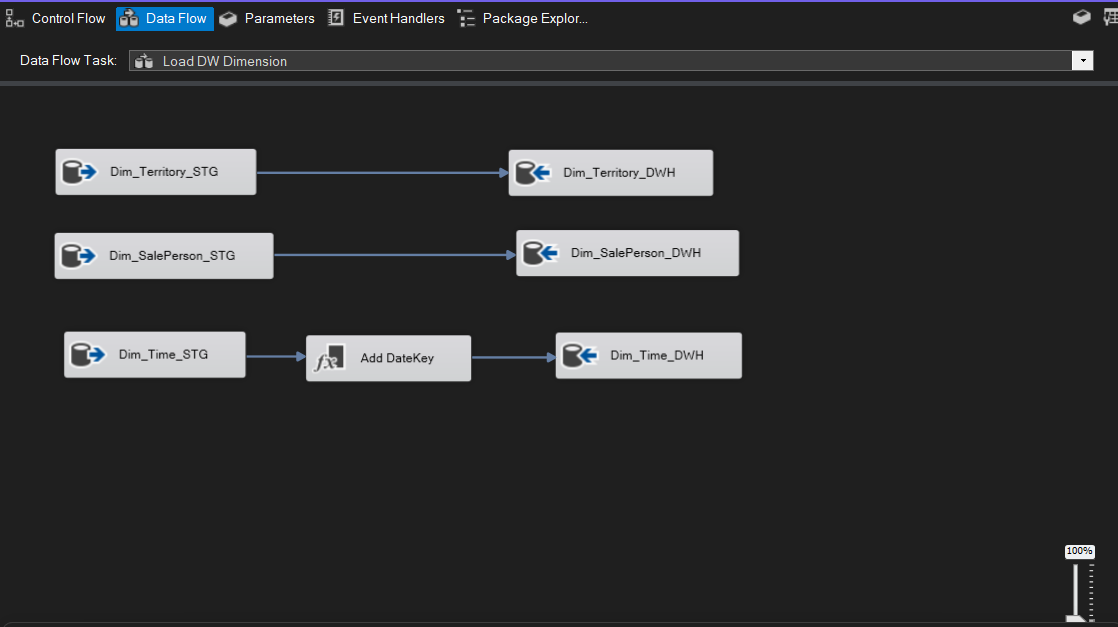 Control Flow Data Flow Parameters Event Handlers Package Explor...
Data Flow Task: Load DW Dimension
Dim_Territory_STG Dim_Territory_DWH
Dim_SalePerson_STG Dim_SalePerson_DWH
Dim_Time_STG fx Add DateKey Dim_Time_DWH
100%